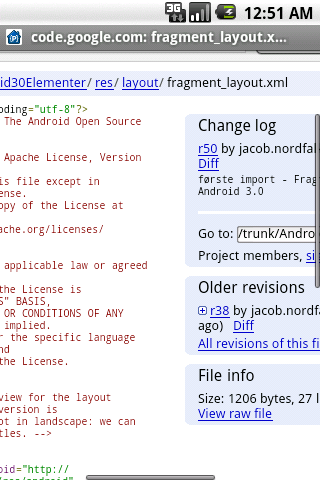 3G 12:51 AM
code.google.com: fragment_layout.x...
id30Elementer/ res/ layout/ fragment_layout.xml
oding="utf-8"?>
The Android Open Source
Apache License, Version
is file except in
ense.
opy of the License at
ache.org/licenses/
applicable law or agreed
the License is
S" BASIS,
OR CONDITIONS OF ANY
implied.
r the specific language
nd
the License.
view for the layout
version is
ot in landscape: we can
tles. -->
oid="http://
Change log
r50 by jacob.nordfal
Diff
første import - Frag
Android 3.0
Go to: /trunk/Andro
Project members, si
Older revisions
r38 by jacob.nordfa
ago) Diff
All revisions of this fi
File info
Size: 1206 bytes, 27 l
View raw file